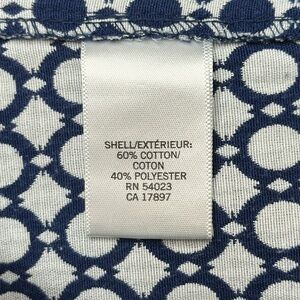 SHELL/EXTÉRIEUR:
60% COTTON/
COTON
40% POLYESTER
RN 54023
CA 17897